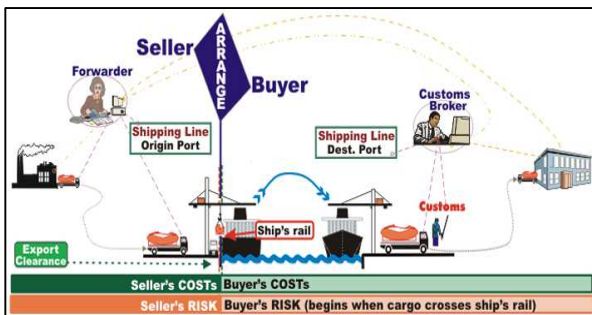 Seller
ARRANGE
Buyer
Forwarder
Customs
Broker
Shipping Line
Origin Port
Shipping Line
Dest. Port
Ship's rail
Customs
Export
Clearance
Seller's COSTs
Buyer's COSTs
Seller's RISK
Buyer's RISK (begins when cargo crosses ship's rail)